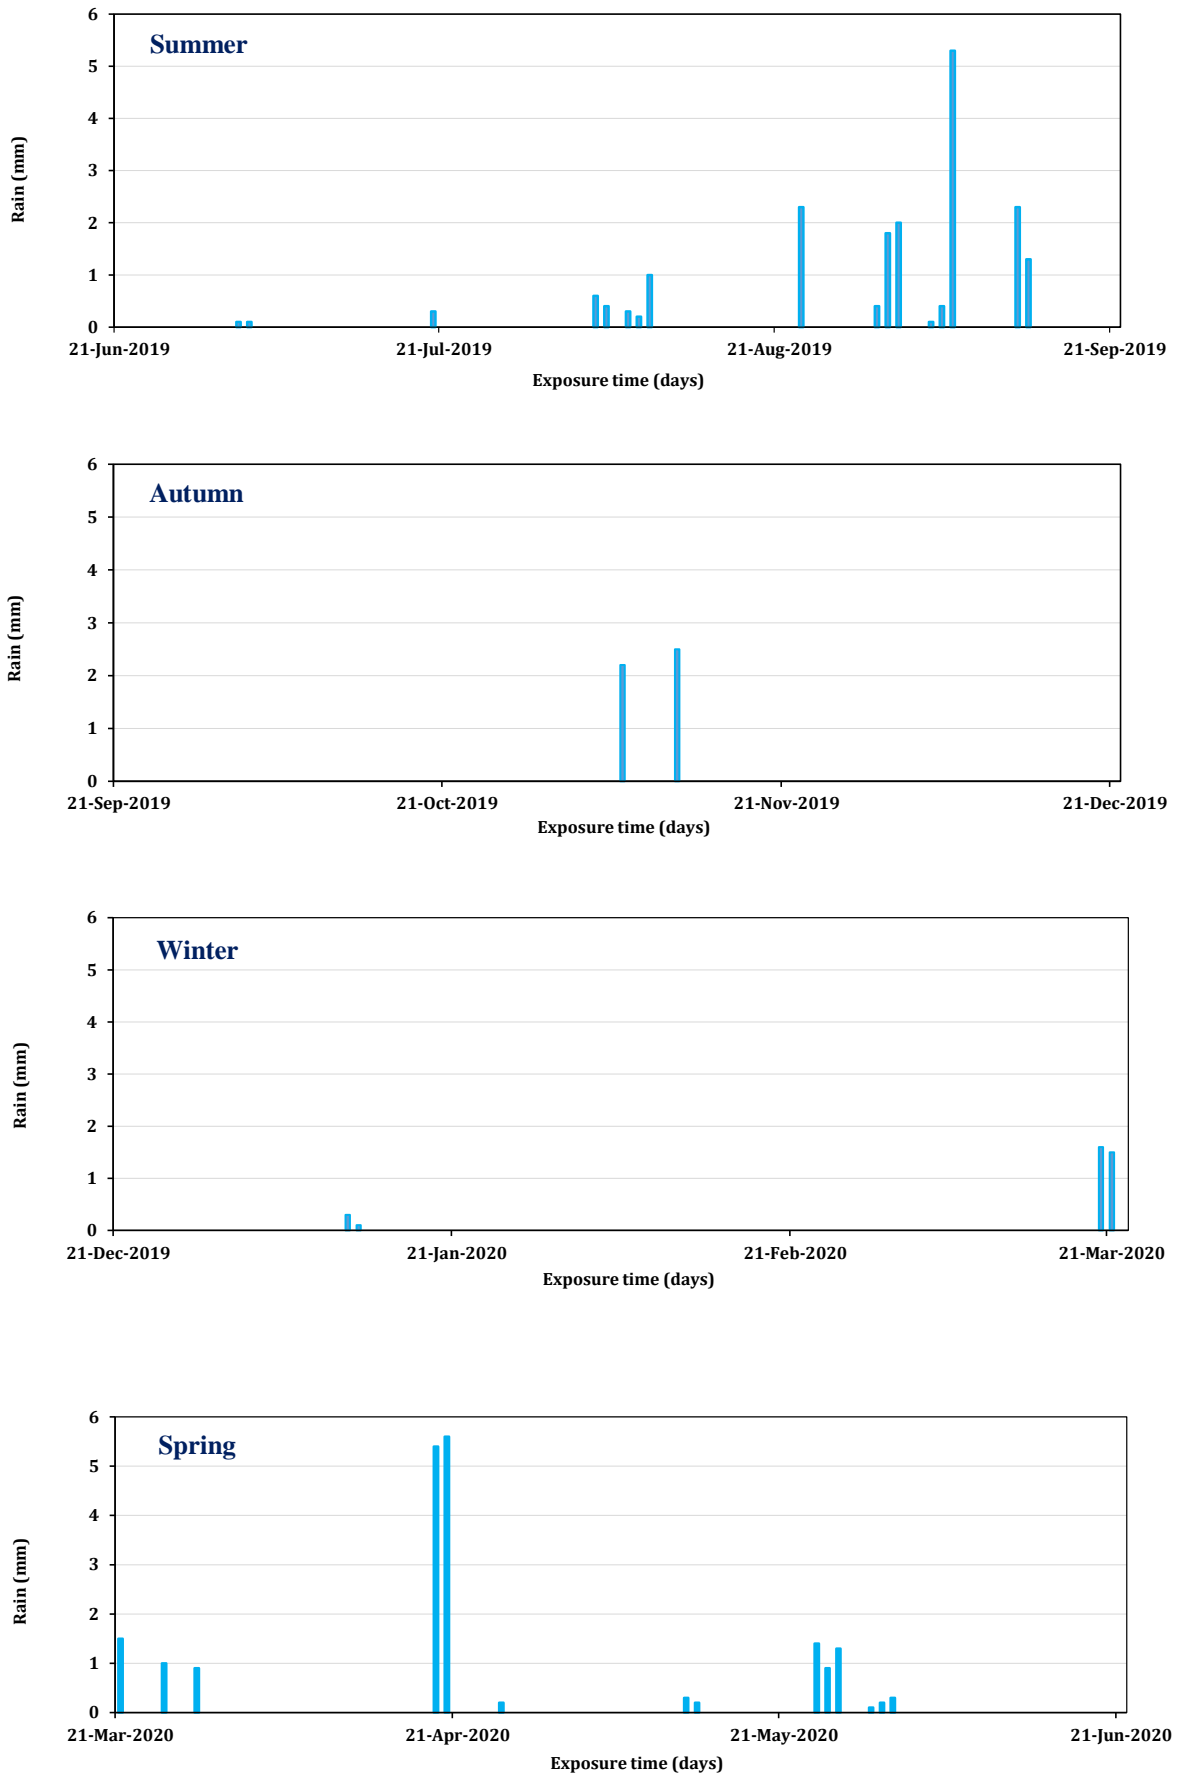 6
Summer
5
4
3
2
1
0
Rain (mm)
21-Jun-2019 21-Jul-2019 21-Aug-2019 21-Sep-2019
Exposure time (days)
6
Autumn
5
4
3
2
1
0
Rain (mm)
21-Sep-2019 21-Oct-2019 21-Nov-2019 21-Dec-2019
Exposure time (days)
6
Winter
5
4
3
2
1
0
Rain (mm)
21-Dec-2019 21-Jan-2020 21-Feb-2020 21-Mar-2020
Exposure time (days)
6
Spring
5
4
3
2
1
0
Rain (mm)
21-Mar-2020 21-Apr-2020 21-May-2020 21-Jun-2020
Exposure time (days)